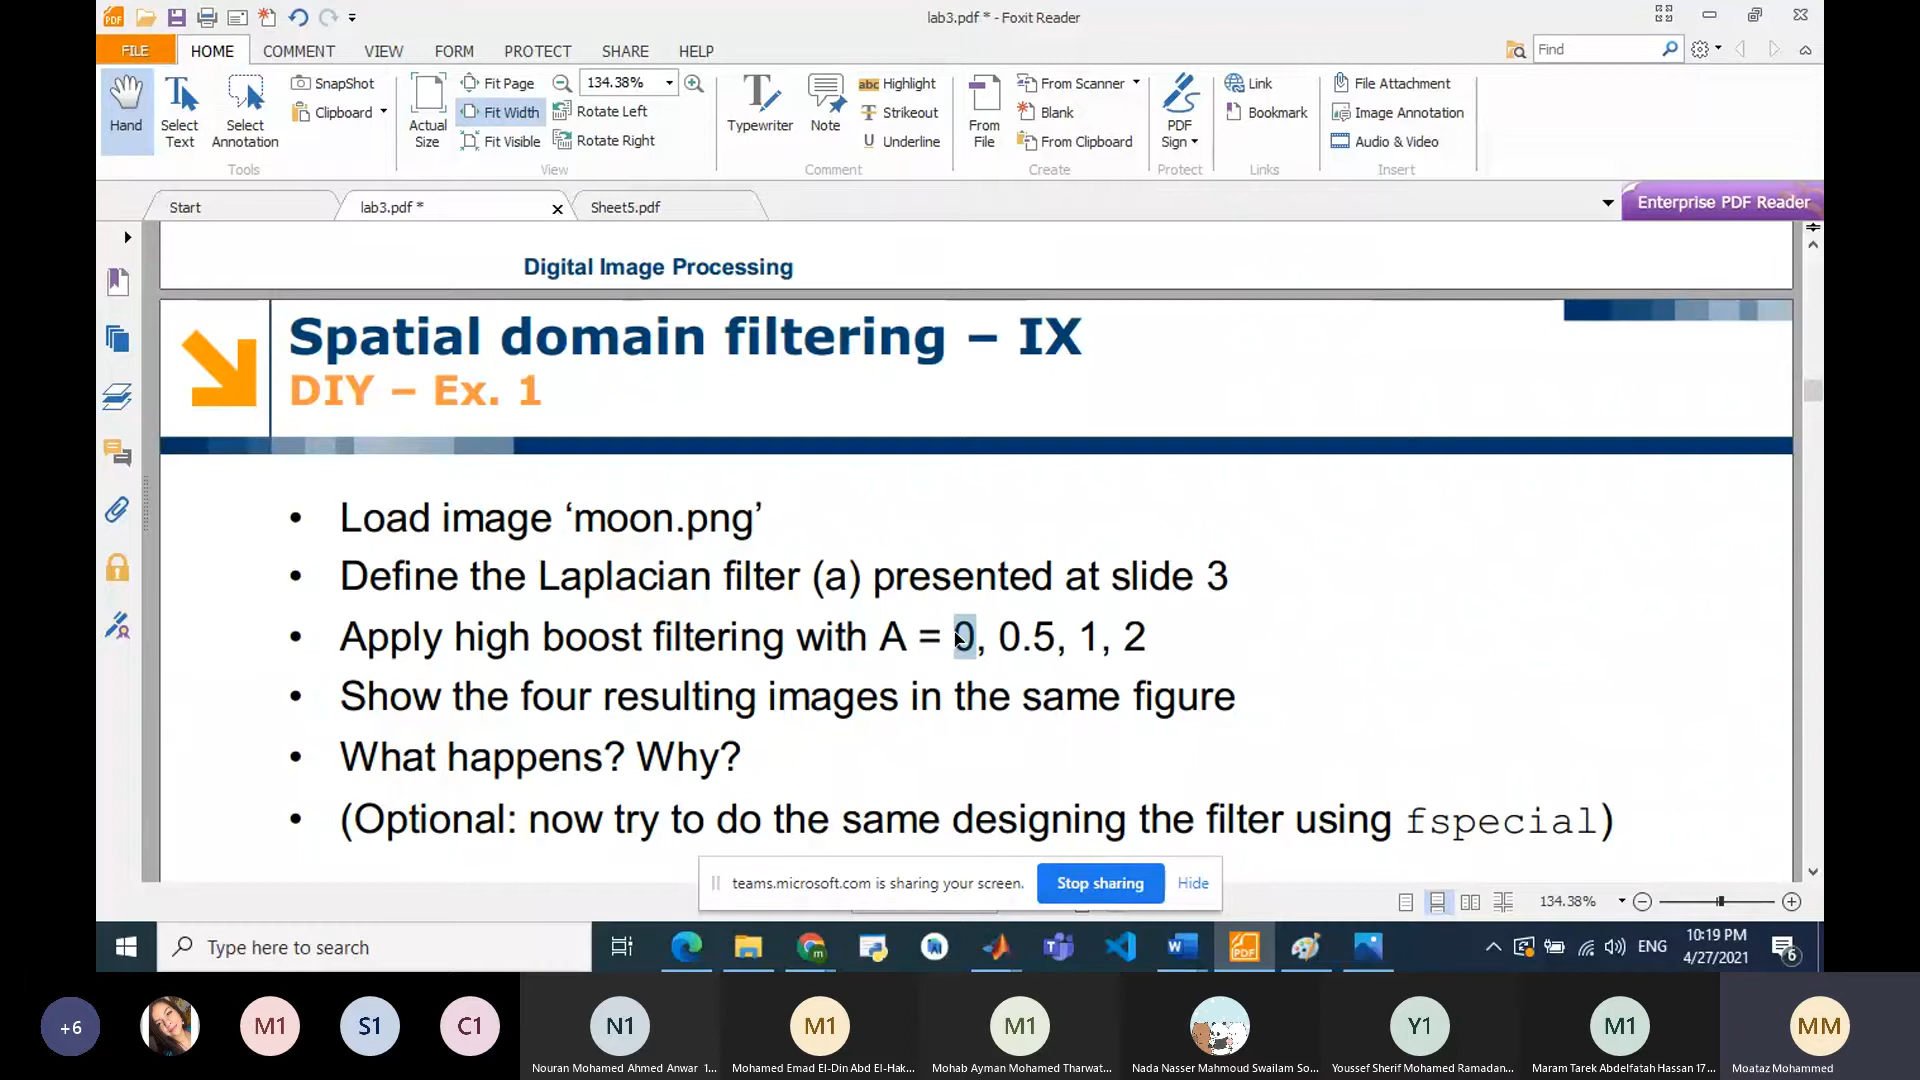 lab3.pdf * - Foxit Reader
FILE HOME COMMENT VIEW FORM PROTECT SHARE HELP
Find
Hand
Select Text
Select Annotation
SnapShot
Clipboard
Tools
Actual Size
Fit Page
Fit Width
Fit Visible
134.38%
Rotate Left
Rotate Right
View
Typewriter
Note
Highlight
Strikeout
Underline
Comment
From File
From Scanner
Blank
From Clipboard
Create
PDF Sign
Protect
Link
Bookmark
Links
File Attachment
Image Annotation
Audio & Video
Insert
Start
lab3.pdf *
Sheet5.pdf
Enterprise PDF Reader
Digital Image Processing
Spatial domain filtering – IX
DIY – Ex. 1
• Load image ‘moon.png’
• Define the Laplacian filter (a) presented at slide 3
• Apply high boost filtering with A = 0, 0.5, 1, 2
• Show the four resulting images in the same figure
• What happens? Why?
• (Optional: now try to do the same designing the filter using fspecial)
teams.microsoft.com is sharing your screen.
Stop sharing
Hide
134.38%
Type here to search
ENG
10:19 PM
4/27/2021
6
+6
M1
S1
C1
N1
M1
M1
Y1
M1
MM
Nouran Mohamed Ahmed Anwar 1...
Mohamed Emad El-Din Abd El-Hak...
Mohab Ayman Mohamed Tharwat...
Nada Nasser Mahmoud Swailam So...
Youssef Sherif Mohamed Ramadan...
Maram Tarek Abdelfatah Hassan 17...
Moataz Mohammed